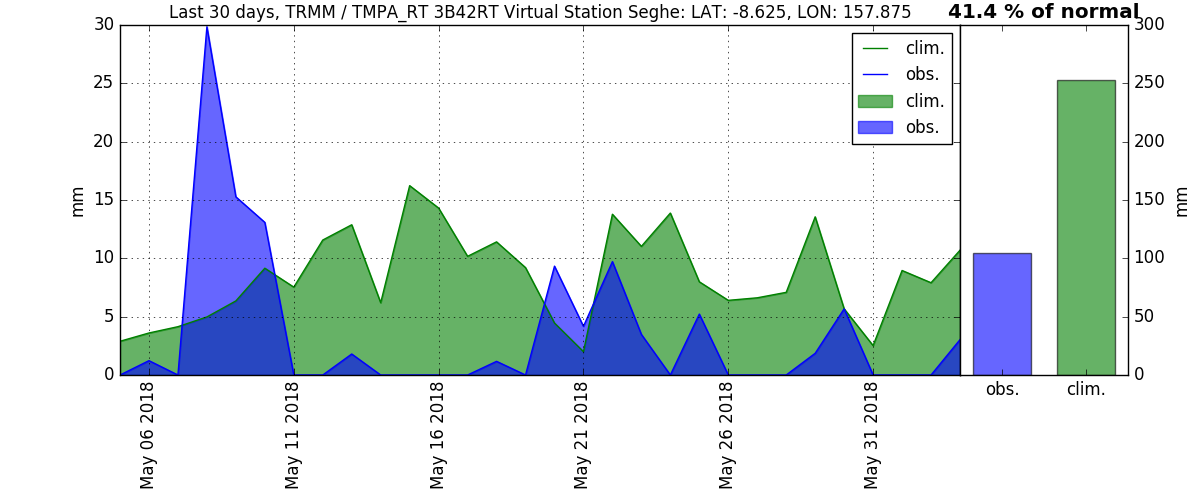 Last 30 days, TRMM / TMPA_RT 3B42RT Virtual Station Seghe: LAT: -8.625, LON: 157.875
41.4 % of normal
30
25
20
15
10
5
0
mm
clim.
obs.
clim.
obs.
May 06 2018
May 11 2018
May 16 2018
May 21 2018
May 26 2018
May 31 2018
300
250
200
150
100
50
0
mm
obs.
clim.